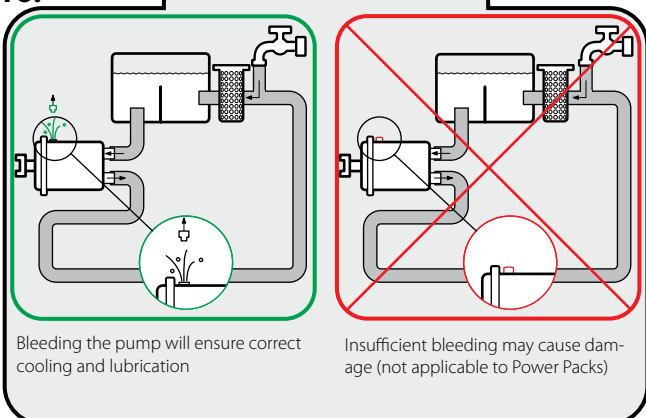 Bleeding the pump will ensure correct
cooling and lubrication
Insufficient bleeding may cause dam-
age (not applicable to Power Packs)